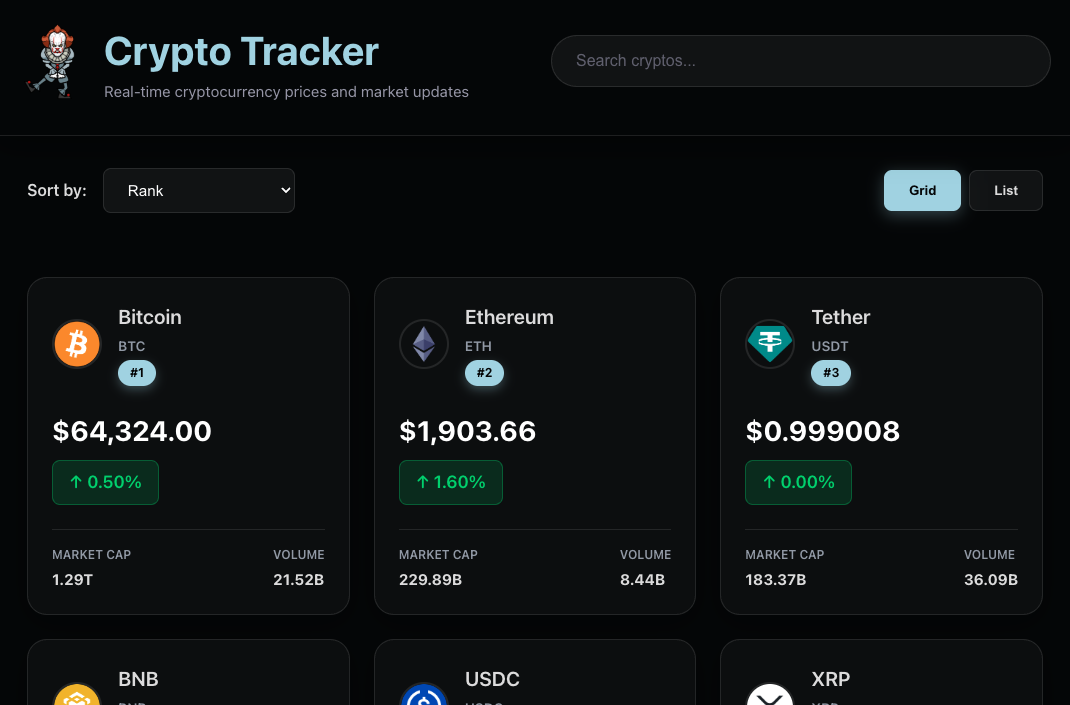 Crypto Tracker
Real-time cryptocurrency prices and market updates
Search cryptos...
Sort by:
Rank
Grid
List
Bitcoin
BTC
#1
$64,324.00
↑ 0.50%
MARKET CAP
VOLUME
1.29T
21.52B
Ethereum
ETH
#2
$1,903.66
↑ 1.60%
MARKET CAP
VOLUME
229.89B
8.44B
Tether
USDT
#3
$0.999008
↑ 0.00%
MARKET CAP
VOLUME
183.37B
36.09B
BNB
USDC
XRP